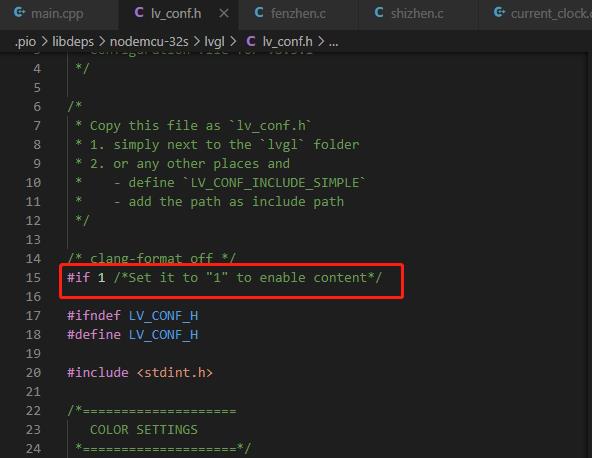 main.cpp
lv_conf.h
fenzhen.c
shizhen.c
current_clock.c
.pio > libdeps > nodemcu-32s > lvgl > C lv_conf.h > ...
4 */
5
6 /*
7 * Copy this file as `lv_conf.h`
8 * 1. simply next to the `lvgl` folder
9 * 2. or any other places and
10 *    - define `LV_CONF_INCLUDE_SIMPLE`
11 *    - add the path as include path
12 */
13
14 /* clang-format off */
15 #if 1 /*Set it to "1" to enable content*/
16
17 #ifndef LV_CONF_H
18 #define LV_CONF_H
19
20 #include <stdint.h>
21
22 /*====================
23    COLOR SETTINGS
24 *====================*/